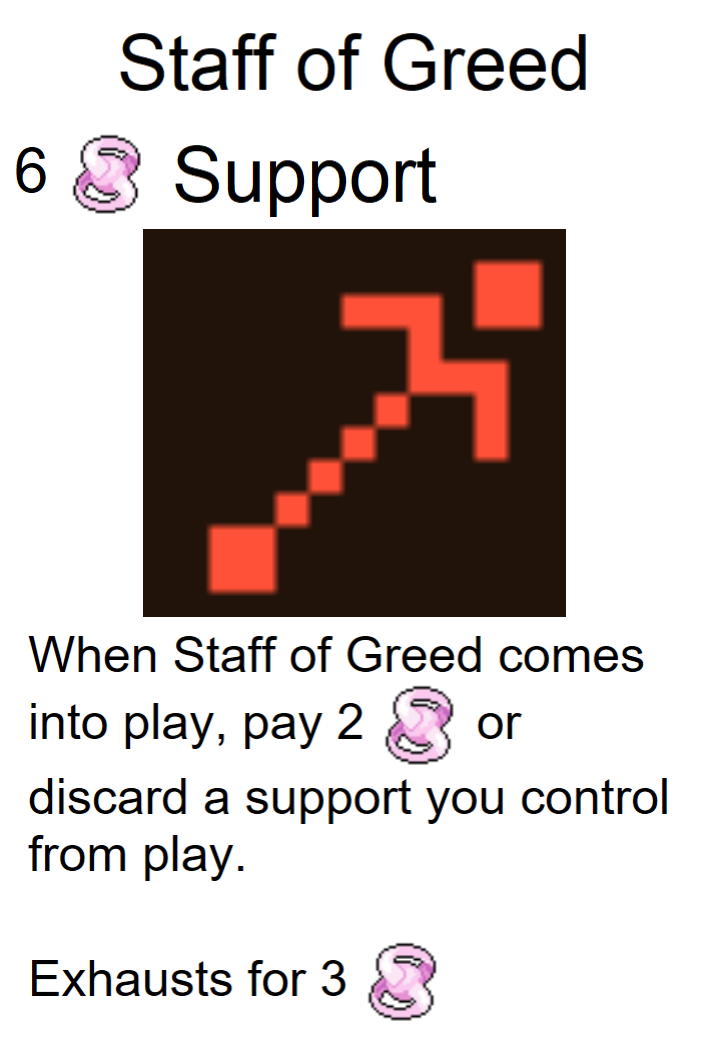 Staff of Greed
6 Support
When Staff of Greed comes
into play, pay 2 or
discard a support you control
from play.
Exhausts for 3